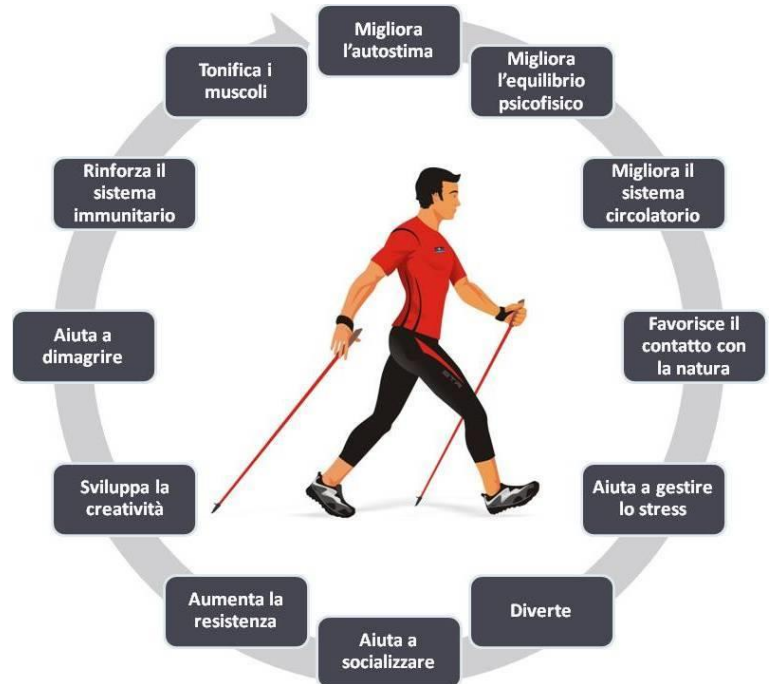 Migliora
l'autostima
Migliora
l'equilibrio
psicofisico
Migliora il
sistema
circolatorio
Favorisce il
contatto con
la natura
Aiuta a gestire
lo stress
Diverte
Aiuta a
socializzare
Aumenta la
resistenza
Sviluppa la
creatività
Aiuta a
dimagrire
Rinforza il
sistema
immunitario
Tonifica i
muscoli